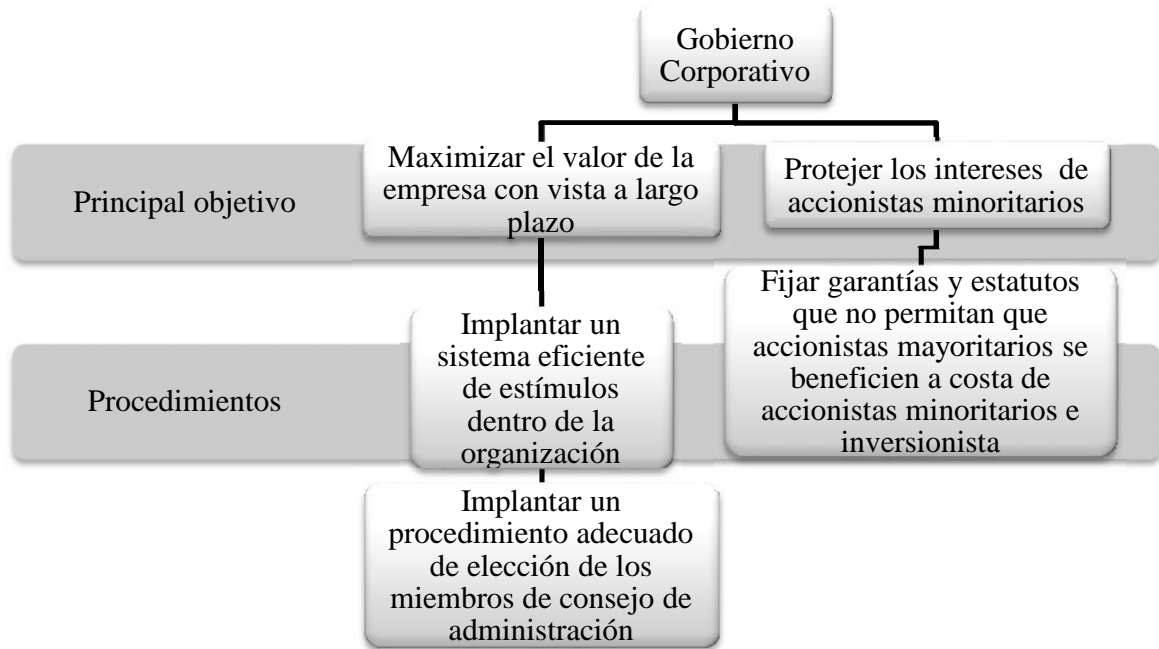 Gobierno
Corporativo
Principal objetivo
Maximizar el valor de la
empresa con vista a largo
plazo
Protejer los intereses de
accionistas minoritarios
Procedimientos
Implantar un
sistema eficiente
de estímulos
dentro de la
organización
Fijar garantías y estatutos
que no permitan que
accionistas mayoritarios se
beneficien a costa de
accionistas minoritarios e
inversionista
Implantar un
procedimiento adecuado
de elección de los
miembros de consejo de
administración